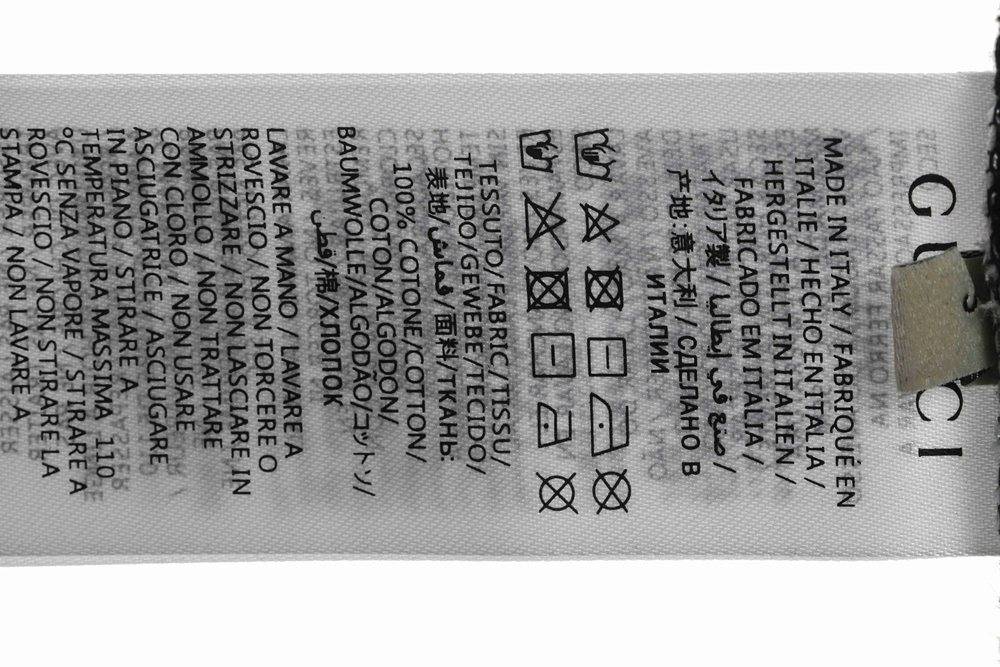 GUCCI
MADE IN ITALY / FABRIQUÉ EN
ITALIE / HECHO EN ITALIA /
HERGESTELLT IN ITALIEN /
FABRICADO EM ITÁLIA /
イタリア製 / صنع في إيطاليا /
产地:意大利 / СДЕЛАНО В
ИТАЛИИ
TESSUTO/FABRIC/TISSU/
TEJIDO/GEWEBE/TECIDO/
表地/قماش/面料/ТКАНЬ:
100% COTONE/COTTON/
COTON/ALGODON/
BAUMWOLLE/ALGODÃO/コットン/
قطن/棉/ХЛОПОК
LAVARE A MANO / LAVARE A
ROVESCIO / NON TORCERE O
STRIZZARE / NON LASCIARE IN
AMMOLLO / NON TRATTARE
CON CLORO / NON USARE
ASCIUGATRICE / ASCIUGARE
IN PIANO / STIRARE A
TEMPERATURA MASSIMA 110
°C SENZA VAPORE / STIRARE A
ROVESCIO / NON STIRARE LA
STAMPA / NON LAVARE A